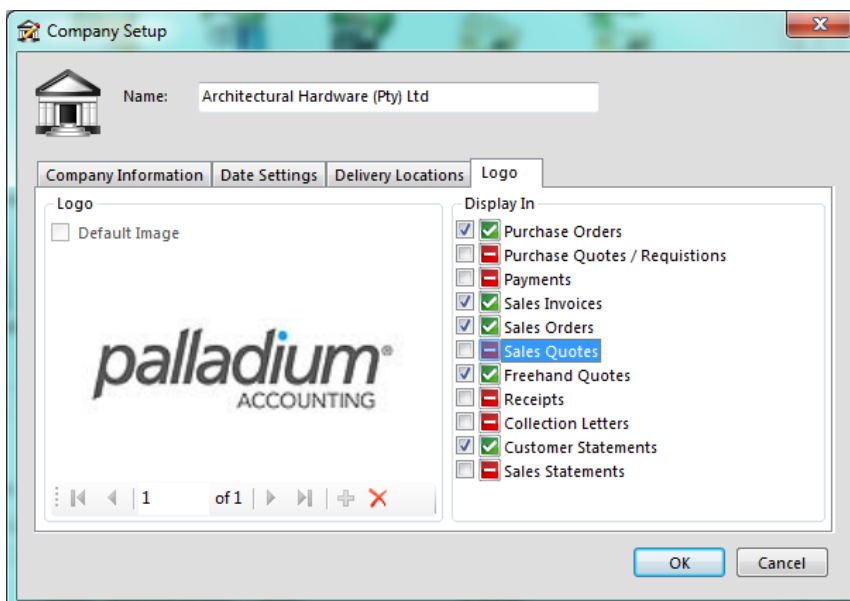 Company Setup
Name: Architectural Hardware (Pty) Ltd
Company Information Date Settings Delivery Locations Logo
Logo
Default Image
palladium®
ACCOUNTING
1 of 1
Display In
Purchase Orders
Purchase Quotes / Requistions
Payments
Sales Invoices
Sales Orders
Sales Quotes
Freehand Quotes
Receipts
Collection Letters
Customer Statements
Sales Statements
OK Cancel